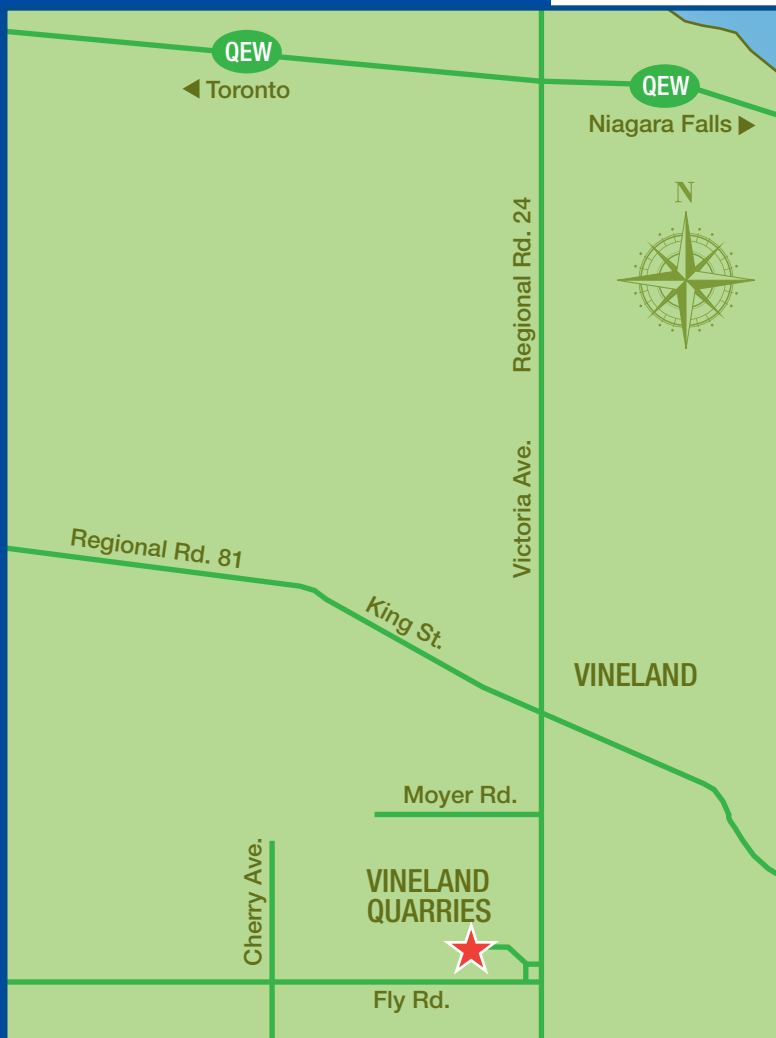 QEW
◀ Toronto
QEW
Niagara Falls ▶
N
Regional Rd. 24
Victoria Ave.
Regional Rd. 81
King St.
VINELAND
Moyer Rd.
Cherry Ave.
VINELAND
QUARRIES
Fly Rd.